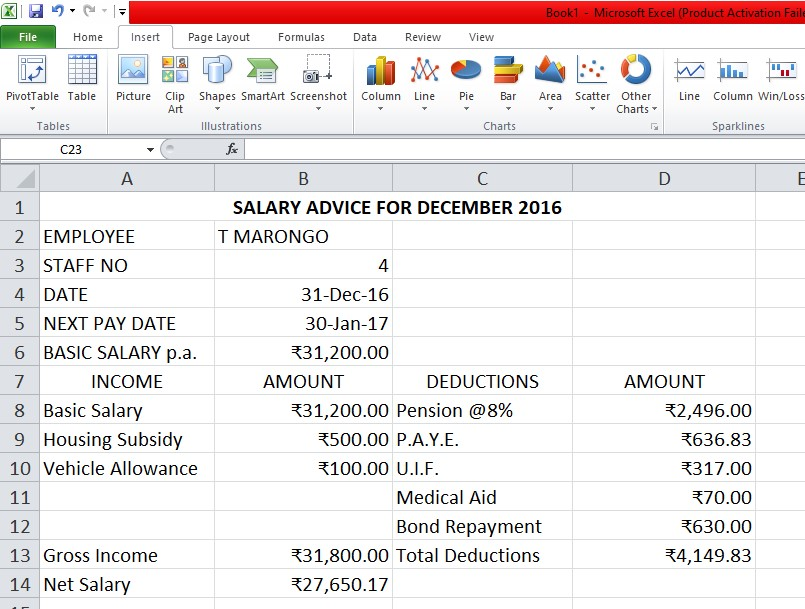 Book1 - Microsoft Excel (Product Activation Faile
File Home Insert Page Layout Formulas Data Review View
PivotTable Table Picture Clip Art Shapes SmartArt Screenshot Column Line Pie Bar Area Scatter Other Charts Line Column Win/Loss
Tables Illustrations Charts Sparklines
C23 fx
A B C D E
1 SALARY ADVICE FOR DECEMBER 2016
2 EMPLOYEE T MARONGO
3 STAFF NO 4
4 DATE 31-Dec-16
5 NEXT PAY DATE 30-Jan-17
6 BASIC SALARY p.a. ₹31,200.00
7 INCOME AMOUNT DEDUCTIONS AMOUNT
8 Basic Salary ₹31,200.00 Pension @8% ₹2,496.00
9 Housing Subsidy ₹500.00 P.A.Y.E. ₹636.83
10 Vehicle Allowance ₹100.00 U.I.F. ₹317.00
11 Medical Aid ₹70.00
12 Bond Repayment ₹630.00
13 Gross Income ₹31,800.00 Total Deductions ₹4,149.83
14 Net Salary ₹27,650.17